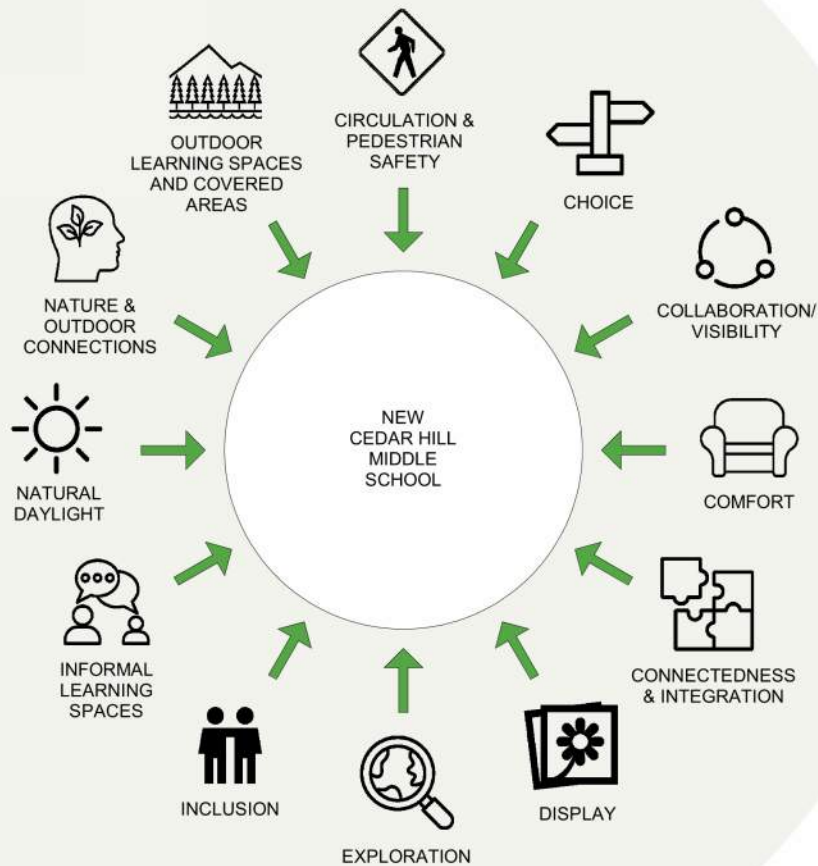 CIRCULATION &
PEDESTRIAN
SAFETY
CHOICE
COLLABORATION/
VISIBILITY
COMFORT
CONNECTEDNESS
& INTEGRATION
DISPLAY
EXPLORATION
INCLUSION
INFORMAL
LEARNING
SPACES
NATURAL
DAYLIGHT
NATURE &
OUTDOOR
CONNECTIONS
OUTDOOR
LEARNING SPACES
AND COVERED
AREAS
NEW
CEDAR HILL
MIDDLE
SCHOOL